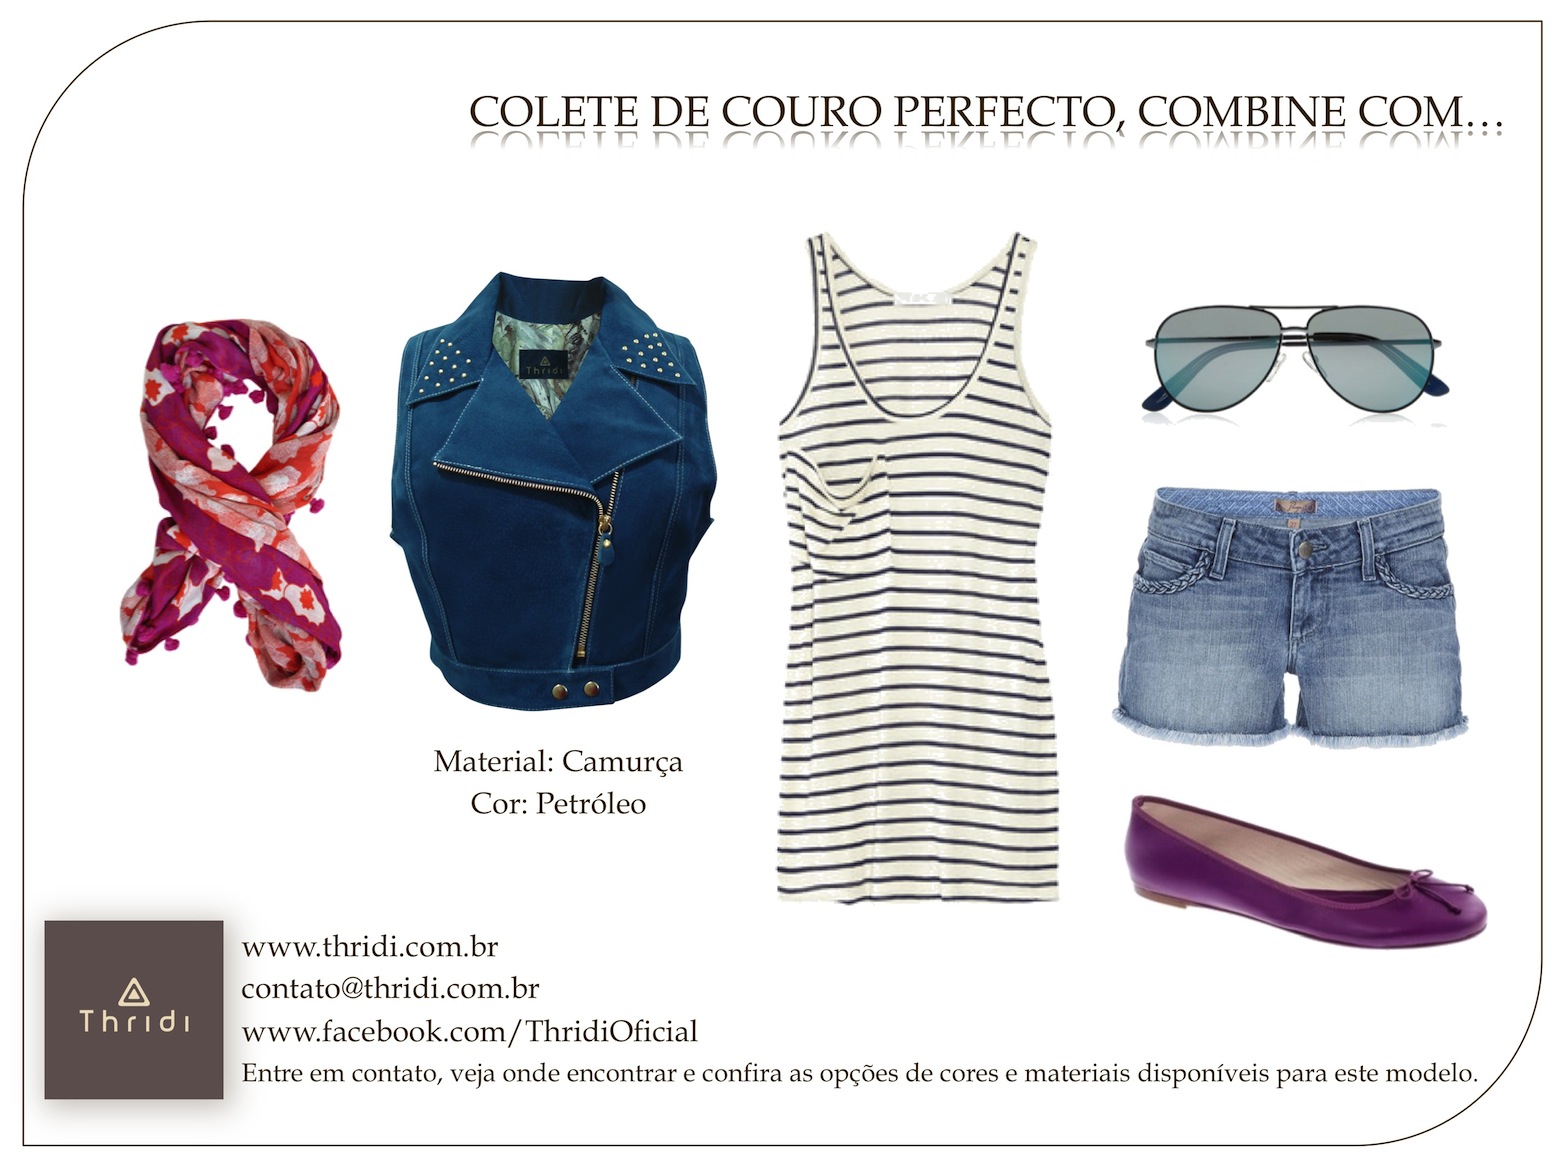 COLETE DE COURO PERFECTO, COMBINE COM...
Thridi
Material: Camurça
Cor: Petróleo
Thridi
www.thridi.com.br
contato@thridi.com.br
www.facebook.com/ThridiOficial
Entre em contato, veja onde encontrar e confira as opções de cores e materiais disponíveis para este modelo.